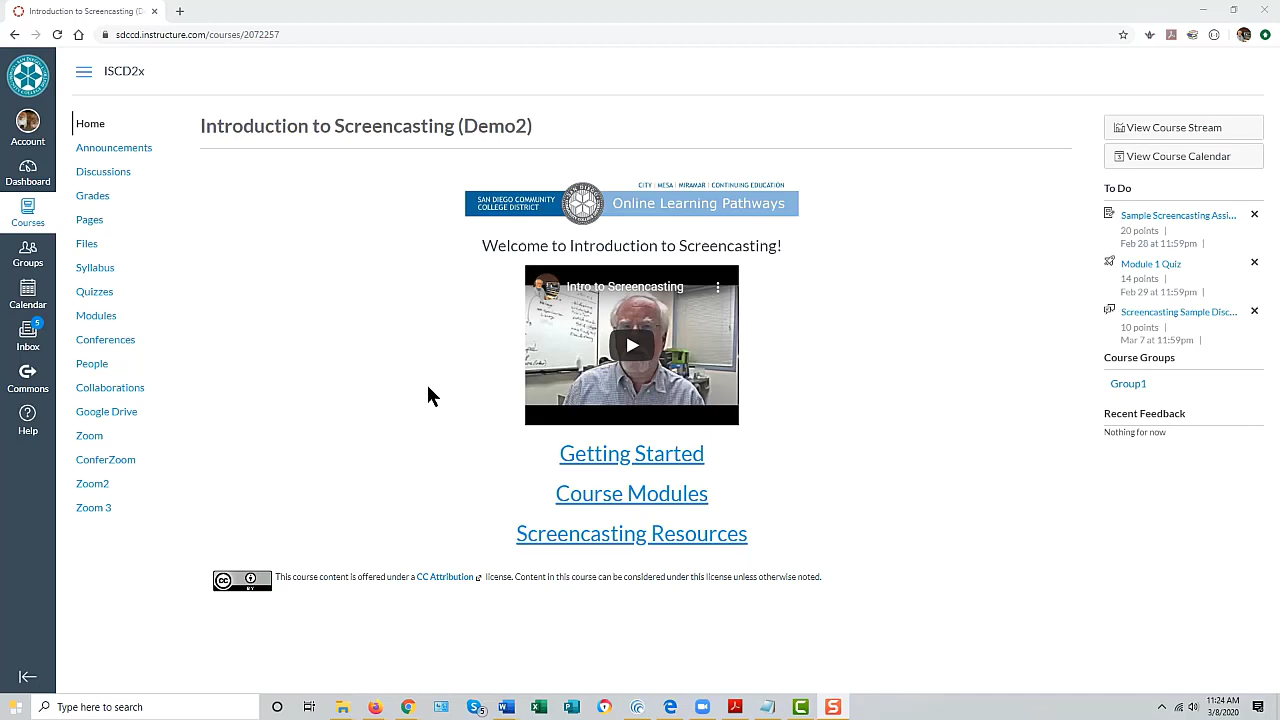 Introduction to Screencasting (D
sdccd.instructure.com/courses/2072257
ISCD2x
Account
Dashboard
Courses
Groups
Calendar
5
Inbox
Commons
Help
Home
Announcements
Discussions
Grades
Pages
Files
Syllabus
Quizzes
Modules
Conferences
People
Collaborations
Google Drive
Zoom
ConferZoom
Zoom2
Zoom 3
Introduction to Screencasting (Demo2)
CITY | MESA | MIRAMAR | CONTINUING EDUCATION
SAN DIEGO COMMUNITY
COLLEGE DISTRICT
Online Learning Pathways
Welcome to Introduction to Screencasting!
Intro to Screencasting
Getting Started
Course Modules
Screencasting Resources
cc BY
This course content is offered under a CC Attribution license. Content in this course can be considered under this license unless otherwise noted.
View Course Stream
View Course Calendar
To Do
Sample Screencasting Assi...
20 points |
Feb 28 at 11:59pm |
Module 1 Quiz
14 points |
Feb 29 at 11:59pm |
Screencasting Sample Disc...
10 points |
Mar 7 at 11:59pm |
Course Groups
Group1
Recent Feedback
Nothing for now
Type here to search
5
11:24 AM
3/8/2020